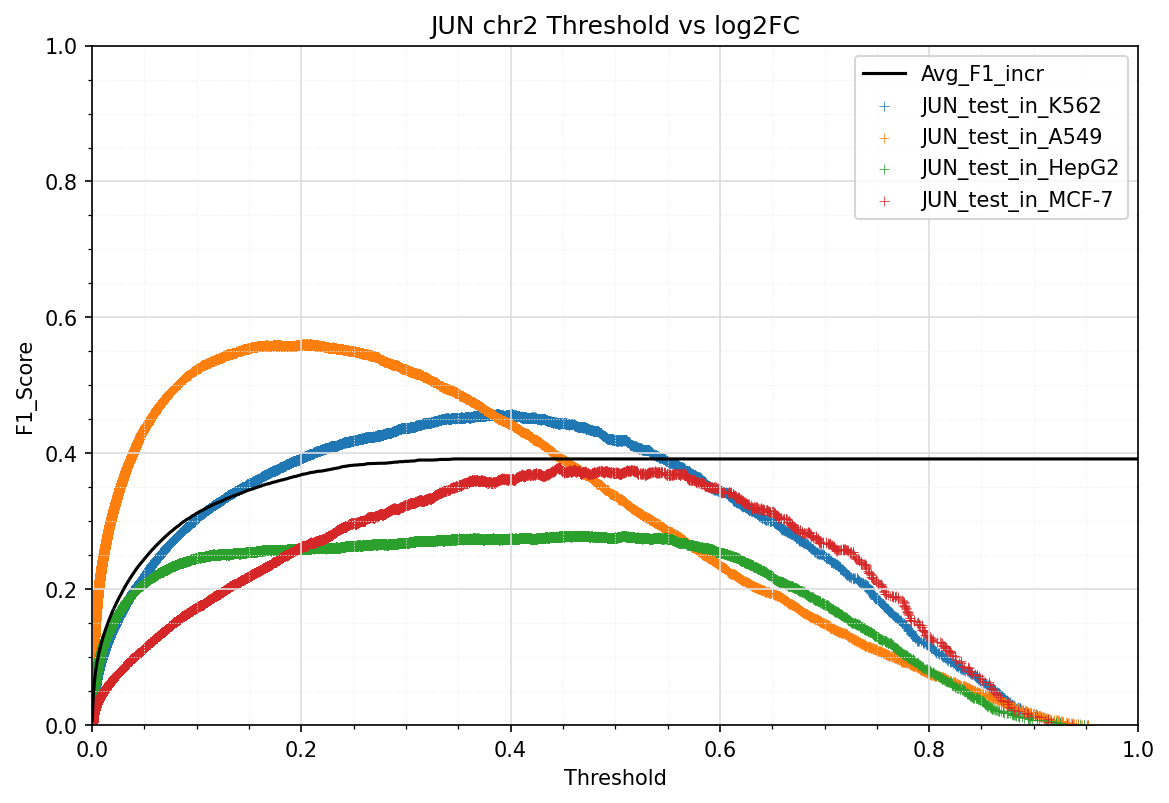 JUN chr2 Threshold vs log2FC
1.0
0.8
0.6
0.4
0.2
0.0
F1_Score
Avg_F1_incr
JUN_test_in_K562
JUN_test_in_A549
JUN_test_in_HepG2
JUN_test_in_MCF-7
0.0 0.2 0.4 0.6 0.8 1.0
Threshold